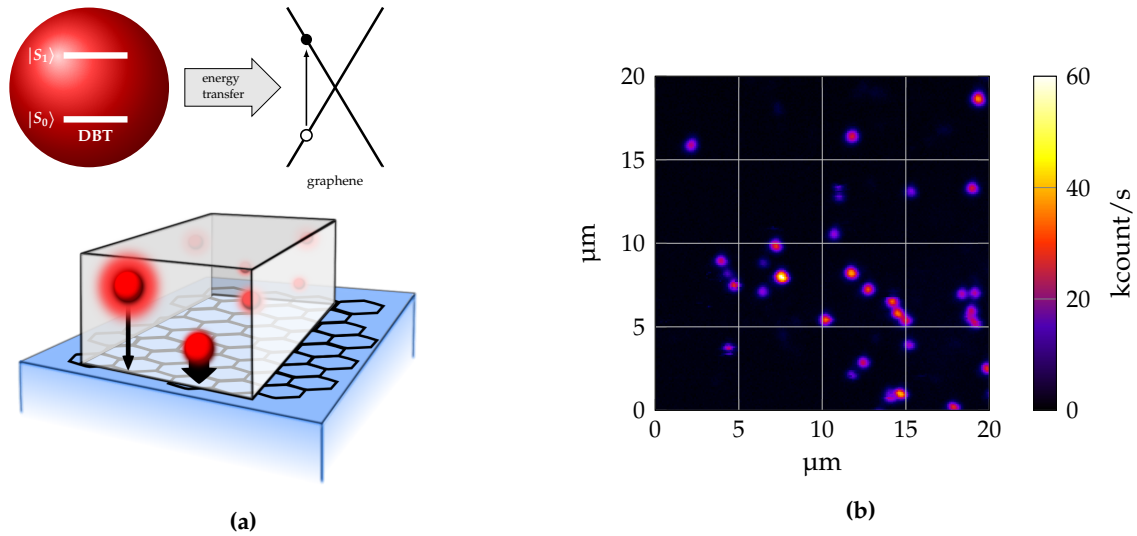 |S₁⟩
|S₀⟩
DBT
energy
transfer
graphene
(a)
20
15
10
5
0
µm
0 5 10 15 20
µm
60
40
20
0
kcount/s
(b)